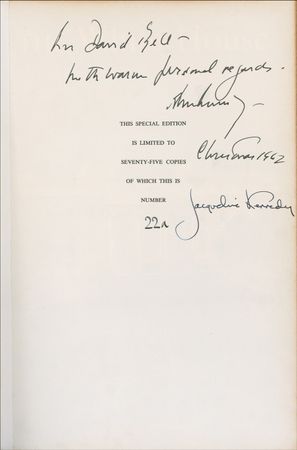 For David Bell –
with warm personal regards.
THIS SPECIAL EDITION
IS LIMITED TO
Christmas 1962
SEVENTY-FIVE COPIES
OF WHICH THIS IS
NUMBER
Jacqueline Kennedy
22A